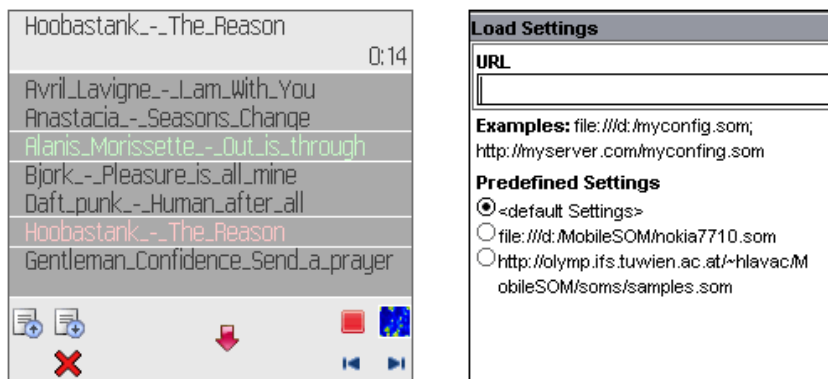 Hoobastank_-_The_Reason
0:14
Avril_Lavigne_-_I_am_With_You
Anastacia_-_Seasons_Change
Alanis_Morissette_-_Out_is_through
Bjork_-_Pleasure_is_all_mine
Daft_punk_-_Human_after_all
Hoobastank_-_The_Reason
Gentleman_Confidence_Send_a_prayer
Load Settings
URL
Examples: file:///d:/myconfig.som;
http://myserver.com/myconfing.som
Predefined Settings
<default Settings>
file:///d:/MobileSOM/nokia7710.som
http://olymp.ifs.tuwien.ac.at/~hlavac/M
obileSOM/soms/samples.som